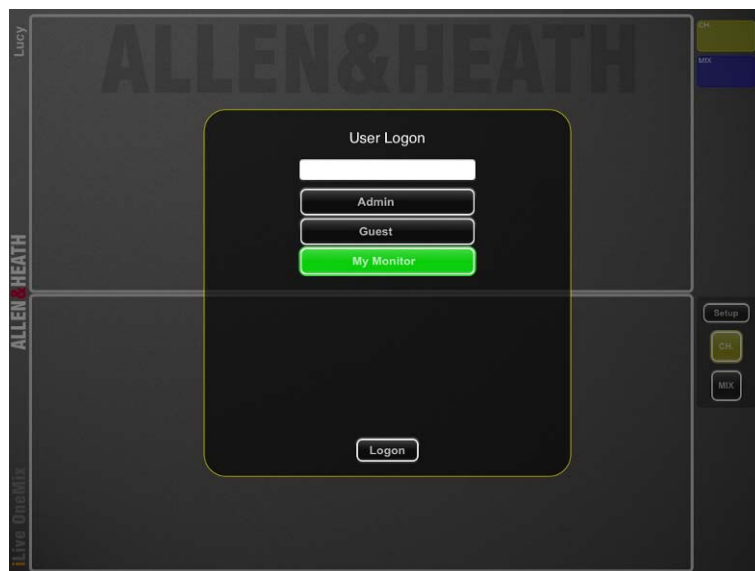 Lucy
ALLEN&HEATH
CH
MIX
User Logon
Admin
Guest
My Monitor
ALLEN&HEATH
Setup
CH.
MIX
Logon
iLive OneMix